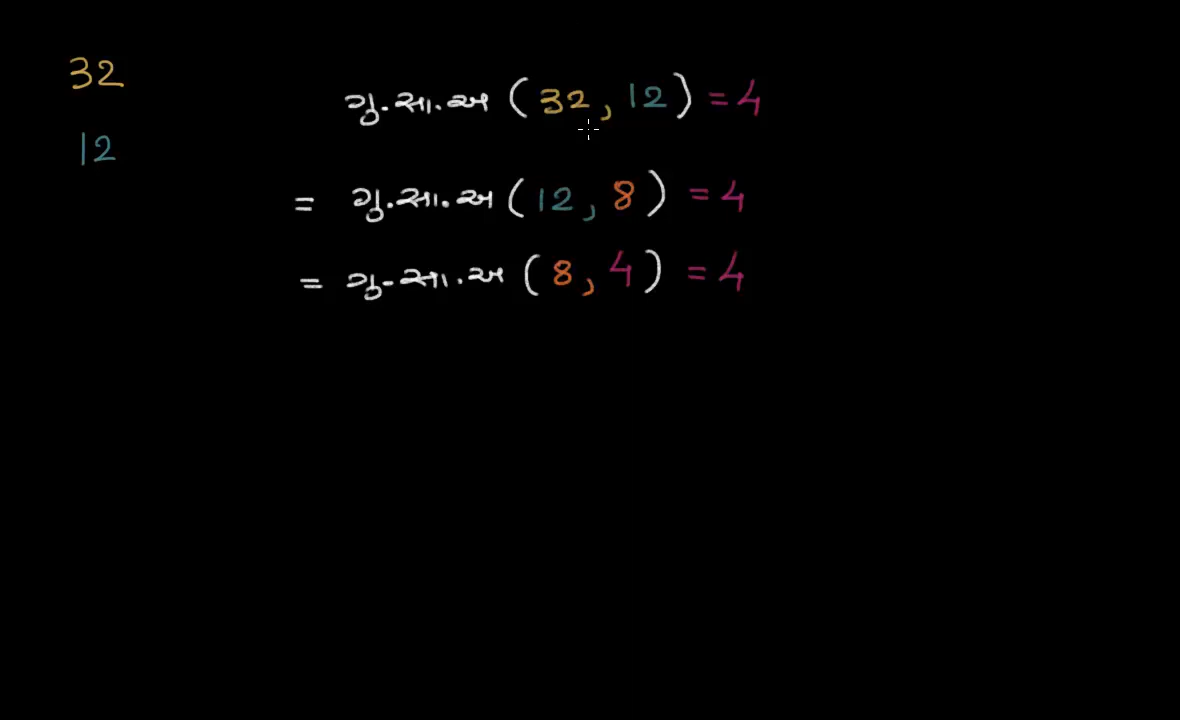 32
12
ગુ.સા.અ (32, 12) = 4
= ગુ.સા.અ (12, 8) = 4
= ગુ.સા.અ (8, 4) = 4